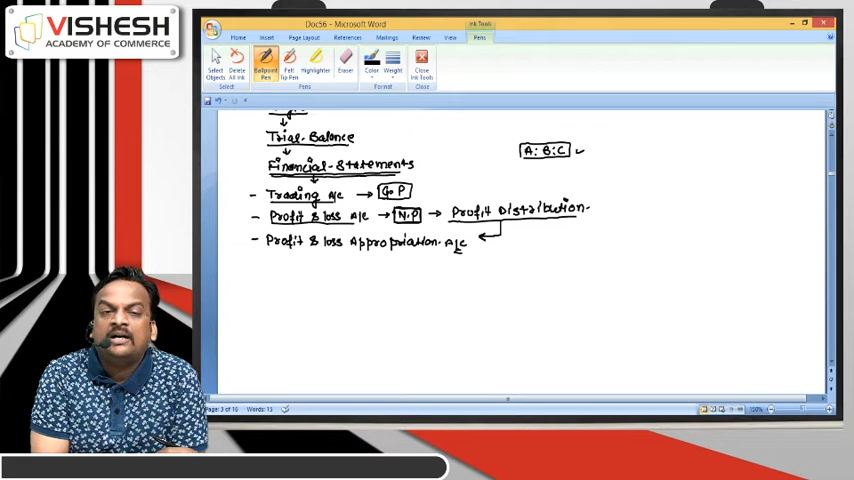 VISHESH
ACADEMY OF COMMERCE
Doc56 - Microsoft Word
Ink Tools
Home Insert Page Layout References Mailings Review View Pens
Select Objects
Delete All Ink
Ballpoint Pen
Felt Tip Pen
Highlighter
Eraser
Color
Weight
Close Ink Tools
Select
Pens
Format
Close
Trial-Balance
A:B:C
Financial-Statements
- Trading A/c → G.P
- Profit & loss A/c → N.P → Profit Distribution.
- Profit & loss Appropriation. A/c
Page: 3 of 16 Words: 13
150%